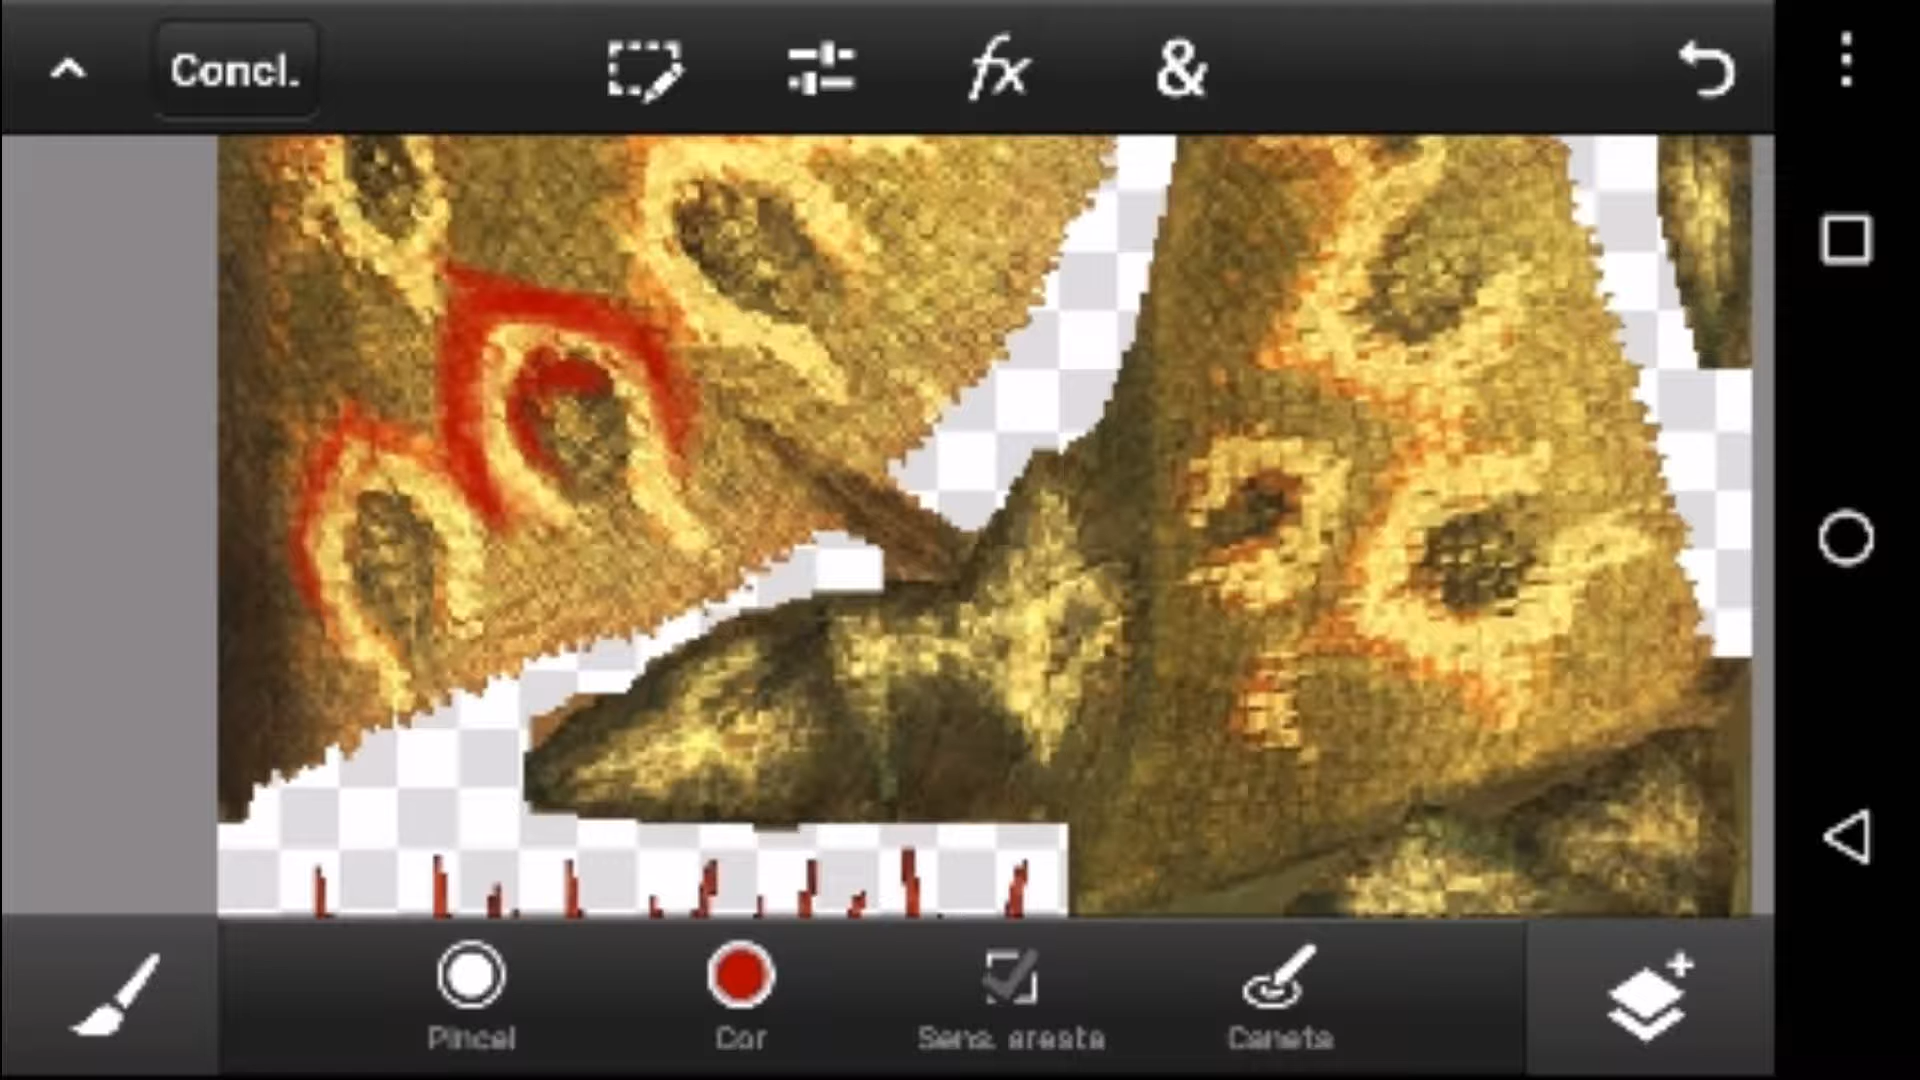 Concl.
fx
&
Pincel
Cor
Sens. aresta
Caneta